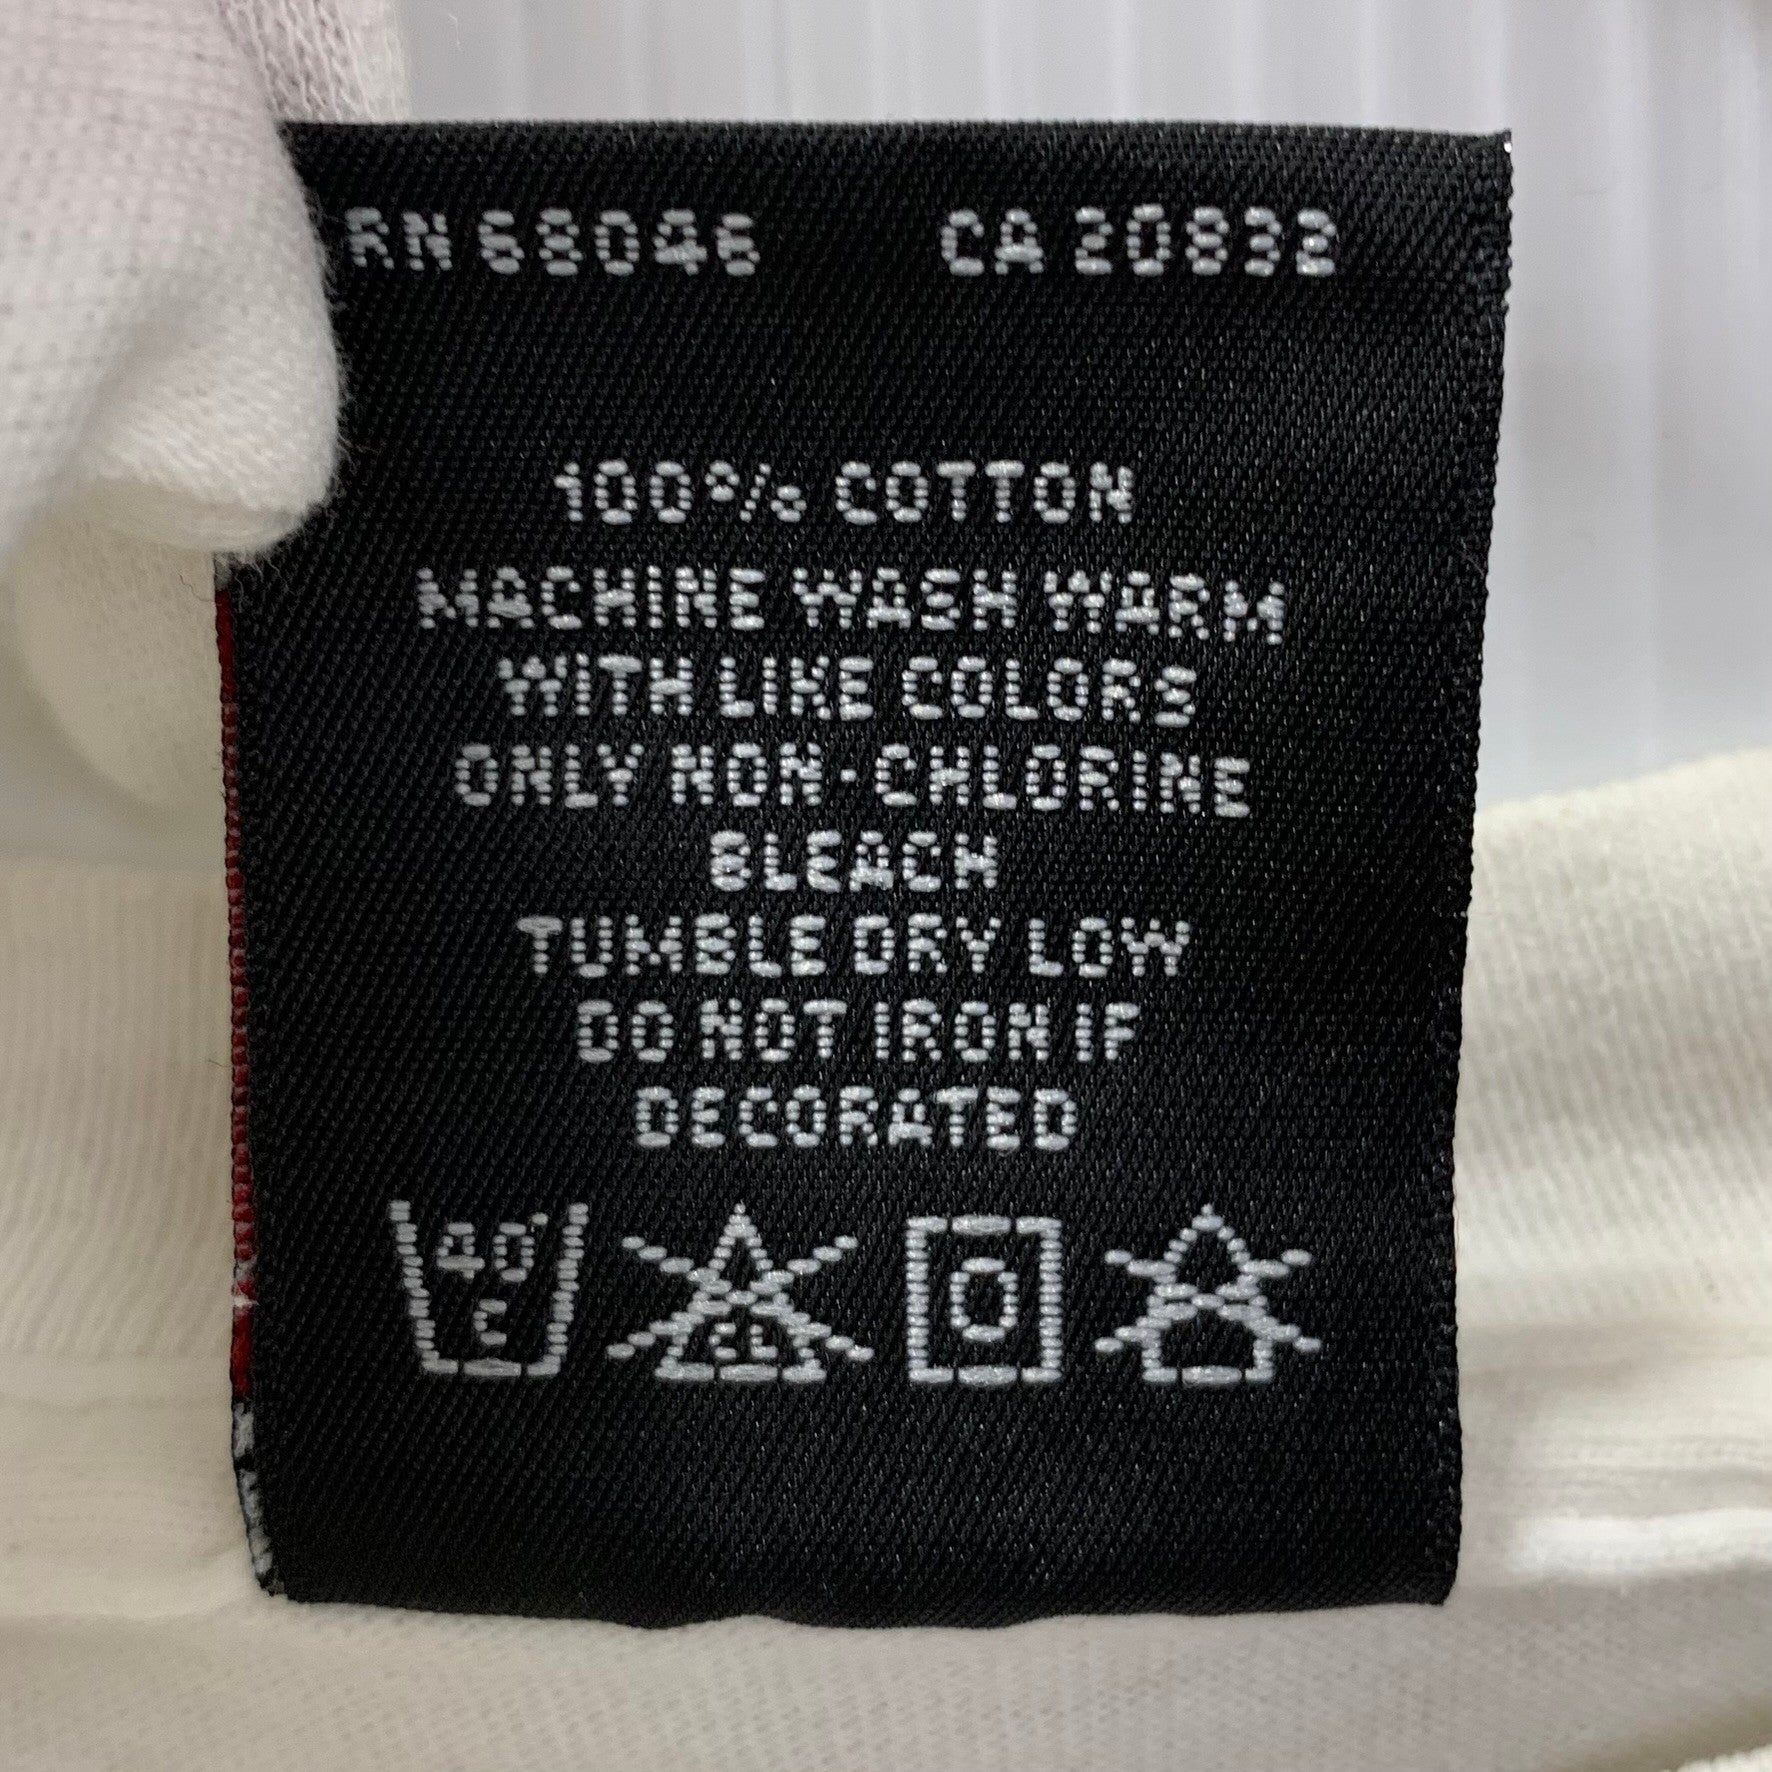 RN 68046 CA 20832
100% COTTON
MACHINE WASH WARM
WITH LIKE COLORS
ONLY NON-CHLORINE
BLEACH
TUMBLE DRY LOW
DO NOT IRON IF
DECORATED
40° C CL